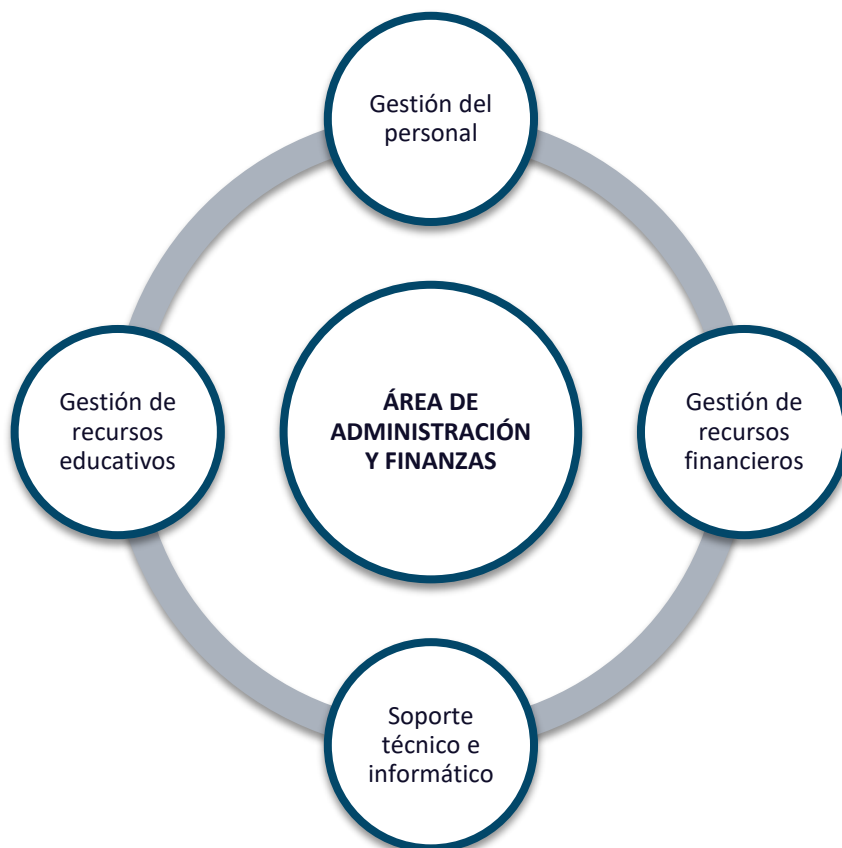 Gestión del
personal
Gestión de
recursos
educativos
ÁREA DE
ADMINISTRACIÓN
Y FINANZAS
Gestión de
recursos
financieros
Soporte
técnico e
informático